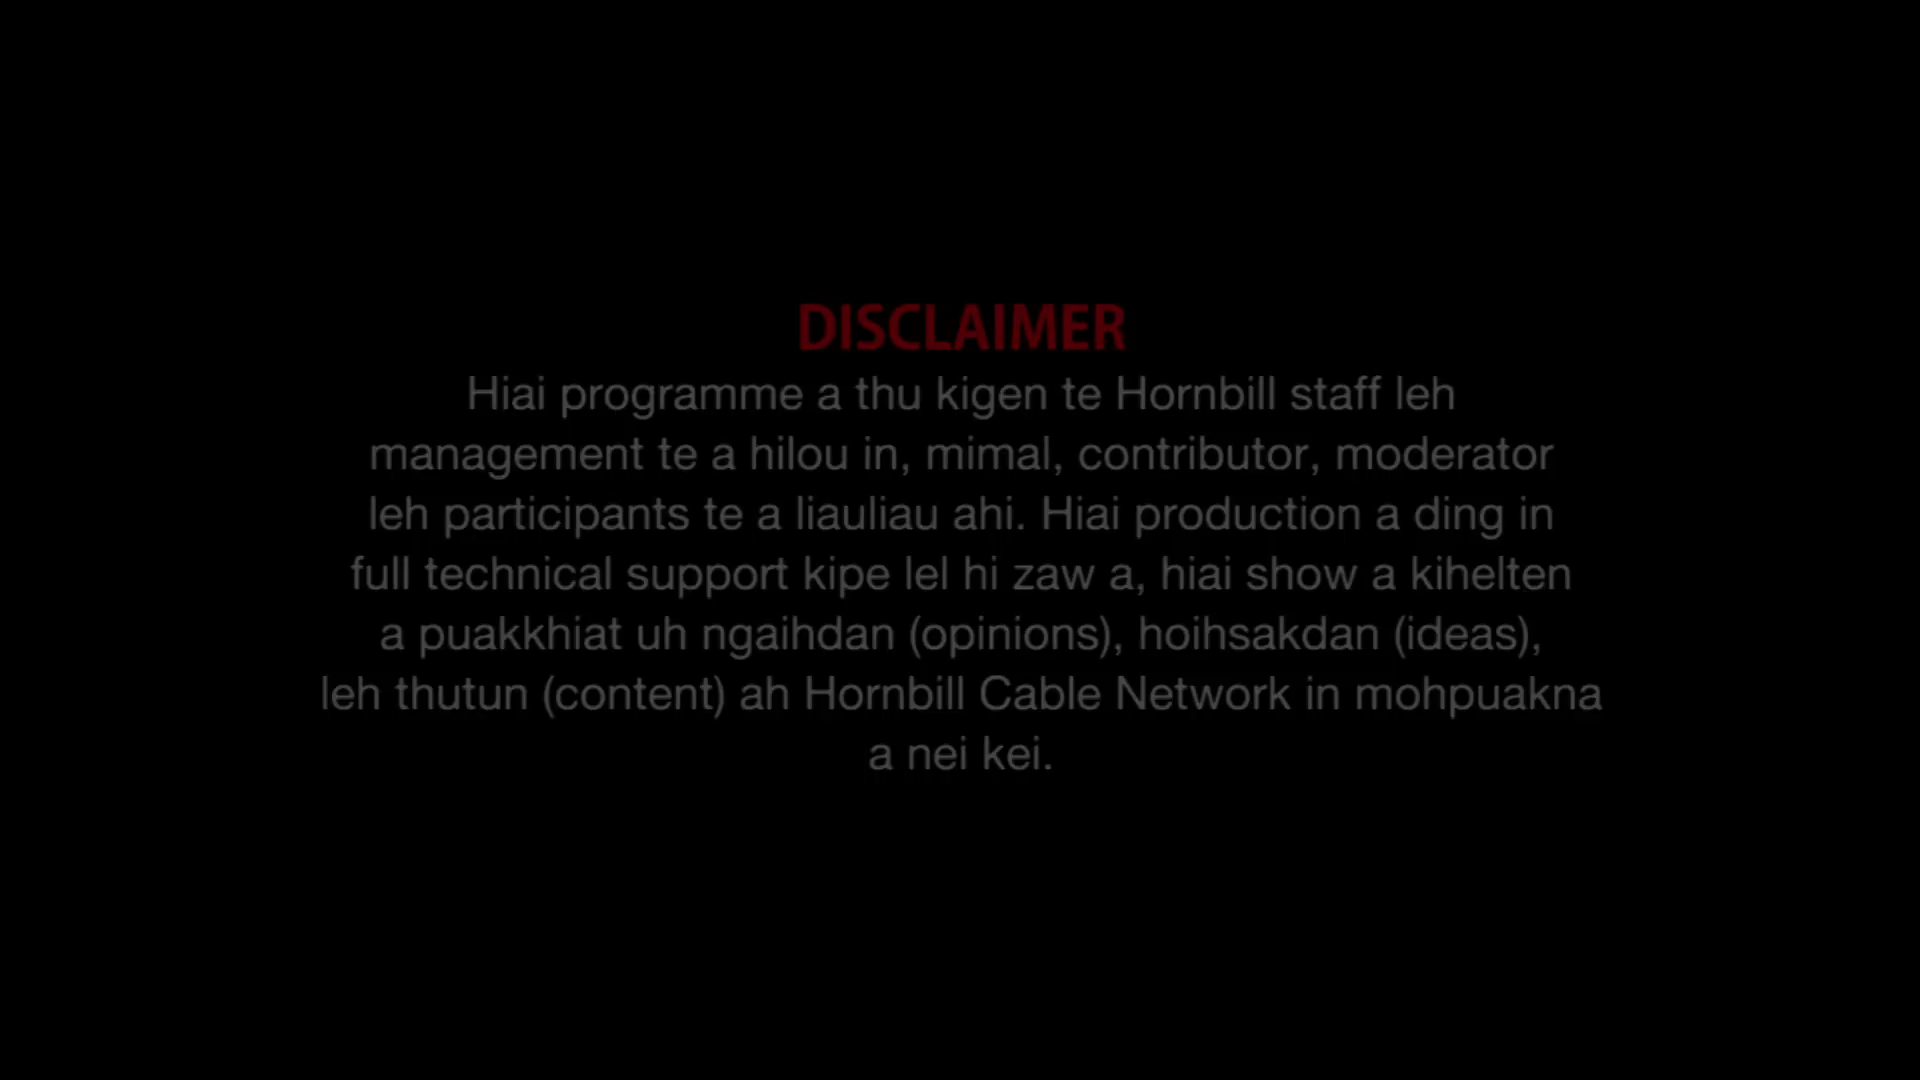 DISCLAIMER
Hiai programme a thu kigen te Hornbill staff leh
management te a hilou in, mimal, contributor, moderator
leh participants te a liauliau ahi. Hiai production a ding in
full technical support kipe lel hi zaw a, hiai show a kihelten
a puakkhiat uh ngaihdan (opinions), hoihsakdan (ideas),
leh thutun (content) ah Hornbill Cable Network in mohpuakna
a nei kei.